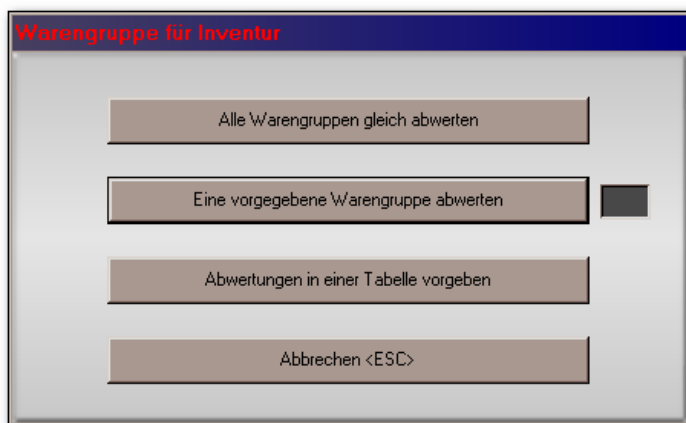 Warengruppe für Inventur
Alle Warengruppen gleich abwerten
Eine vorgegebene Warengruppe abwerten
Abwertungen in einer Tabelle vorgeben
Abbrechen <ESC>